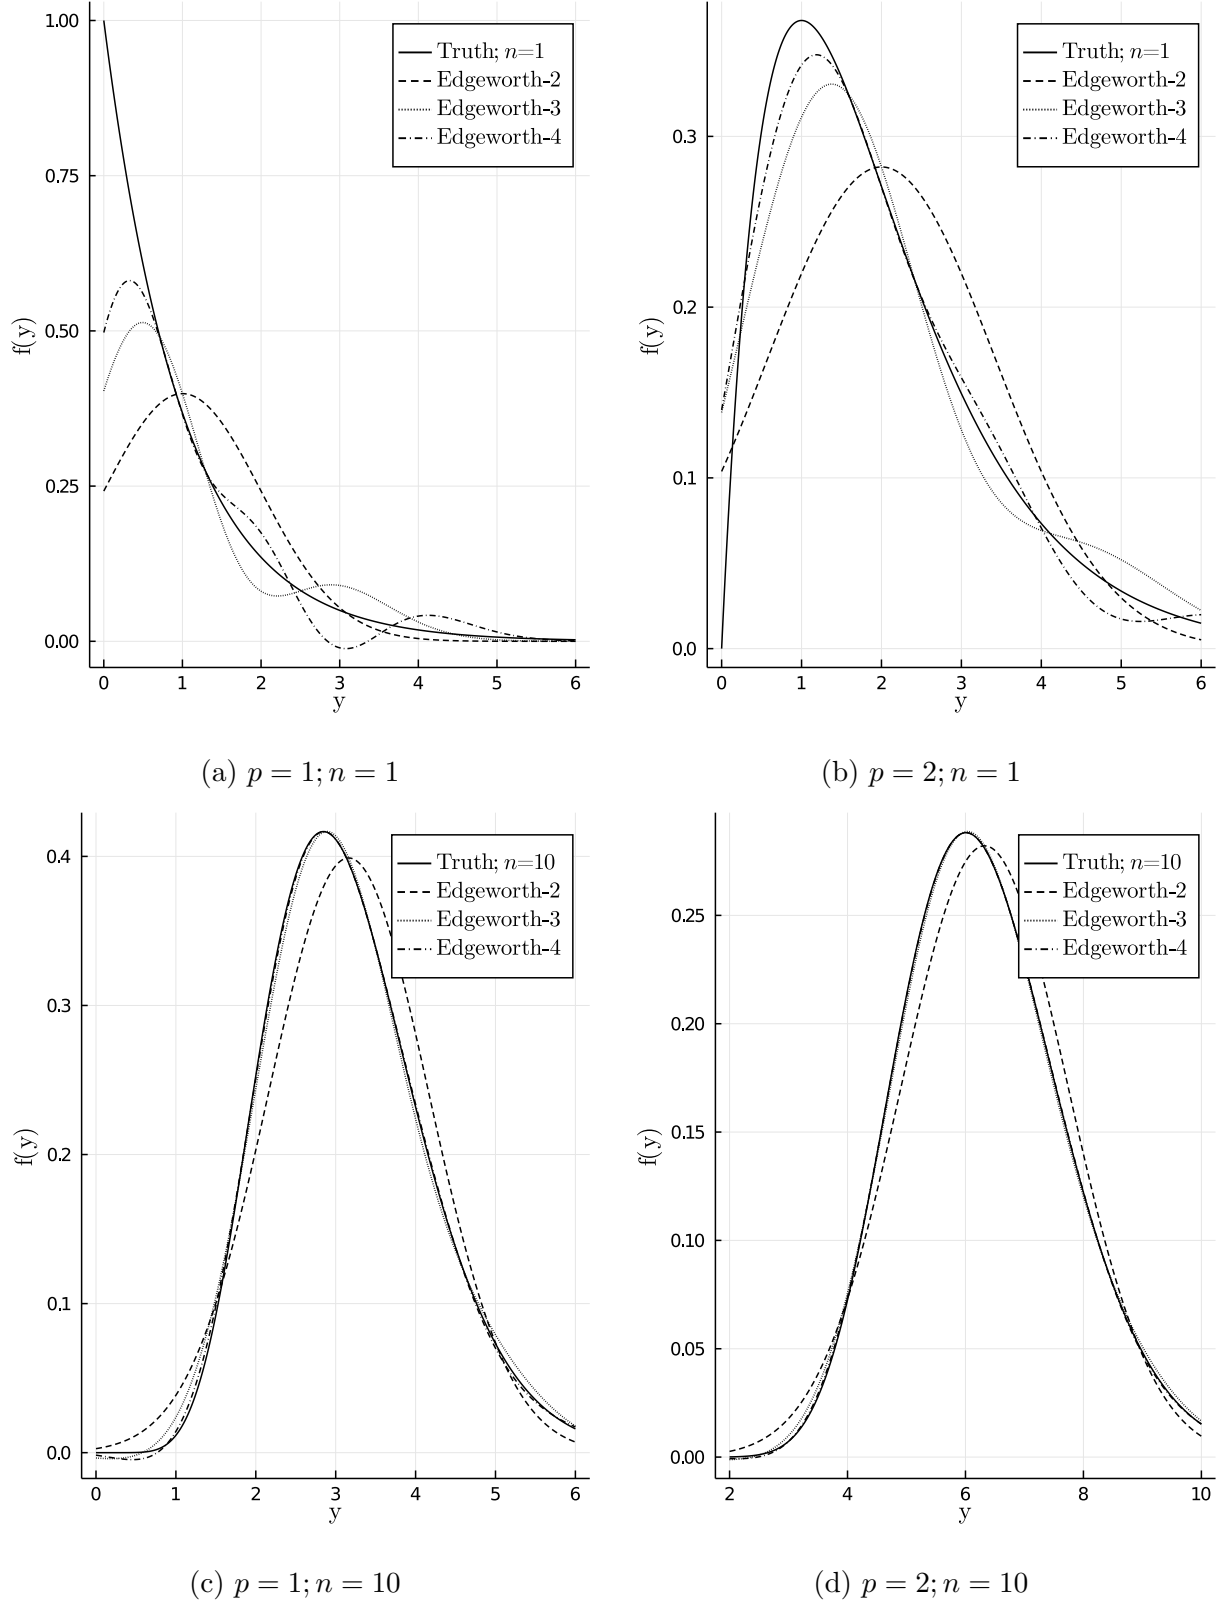 1.00
0.75
0.50
0.25
0.00
f(y)
0 1 2 3 4 5 6
y
Truth; n=1
Edgeworth-2
Edgeworth-3
Edgeworth-4
(a) p = 1; n = 1
0.3
0.2
0.1
0.0
f(y)
0 1 2 3 4 5 6
y
Truth; n=1
Edgeworth-2
Edgeworth-3
Edgeworth-4
(b) p = 2; n = 1
0.4
0.3
0.2
0.1
0.0
f(y)
0 1 2 3 4 5 6
y
Truth; n=10
Edgeworth-2
Edgeworth-3
Edgeworth-4
(c) p = 1; n = 10
0.25
0.20
0.15
0.10
0.05
0.00
f(y)
2 4 6 8 10
y
Truth; n=10
Edgeworth-2
Edgeworth-3
Edgeworth-4
(d) p = 2; n = 10